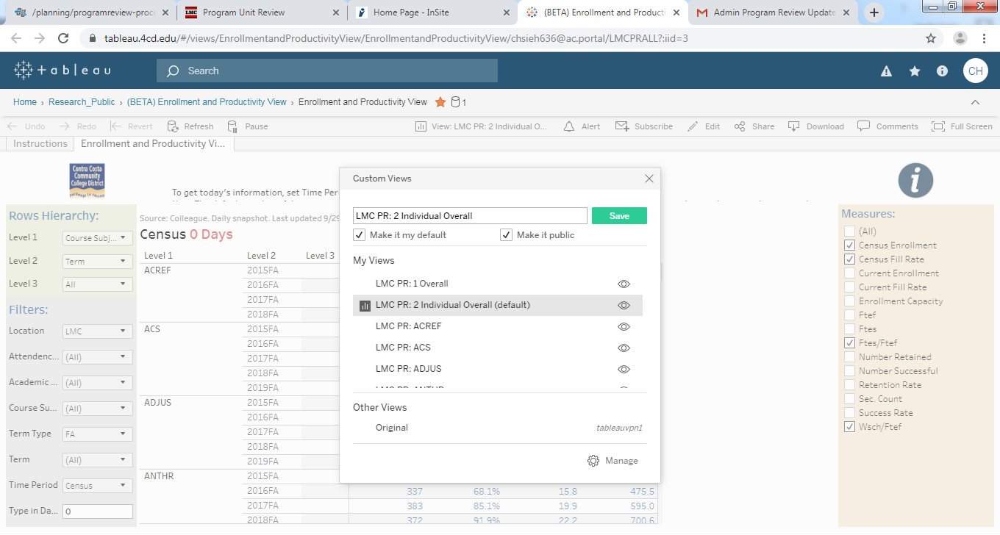 /planning/programreview-proce
Program Unit Review
Home Page - InSite
(BETA) Enrollment and Producti
Admin Program Review Update
tableau.4cd.edu/#/views/EnrollmentandProductivityView/EnrollmentandProductivityView/chsieh636@ac.portal/LMCPRALL?:iid=3
tableau
Search
CH
Home › Research_Public › (BETA) Enrollment and Productivity View › Enrollment and Productivity View 1
Undo Redo Revert Refresh Pause View: LMC PR: 2 Individual O... Alert Subscribe Edit Share Download Comments Full Screen
Instructions Enrollment and Productivity Vi...
Contra Costa
Community
College District
pathways to success
To get today's information, set Time Per
i
Rows Hierarchy:
Level 1 Course Subj...
Level 2 Term
Level 3 All
Filters:
Location LMC
Attendenc... (All)
Academic ... (All)
Course Su... (All)
Term Type FA
Term (All)
Time Period Census
Type in Da... 0
Source: Colleague. Daily snapshot. Last updated 9/29
Census 0 Days
Level 1 Level 2 Level 3
ACREF 2015FA
2016FA
2017FA
2018FA
ACS 2015FA
2016FA
2017FA
2018FA
2019FA
ADJUS 2015FA
2016FA
2017FA
2018FA
2019FA
ANTHR 2015FA
2016FA 337 68.1% 15.8 475.5
2017FA 383 85.1% 19.9 595.0
2018FA 372 91.9% 22.2 700.6
Custom Views
LMC PR: 2 Individual Overall
Save
Make it my default Make it public
My Views
LMC PR: 1 Overall
LMC PR: 2 Individual Overall (default)
LMC PR: ACREF
LMC PR: ACS
LMC PR: ADJUS
LMC PR: ANTHR
Other Views
Original tableauvpn1
Manage
Measures:
(All)
Census Enrollment
Census Fill Rate
Current Enrollment
Current Fill Rate
Enrollment Capacity
Ftef
Ftes
Ftes/Ftef
Number Retained
Number Successful
Retention Rate
Sec. Count
Success Rate
Wsch/Ftef